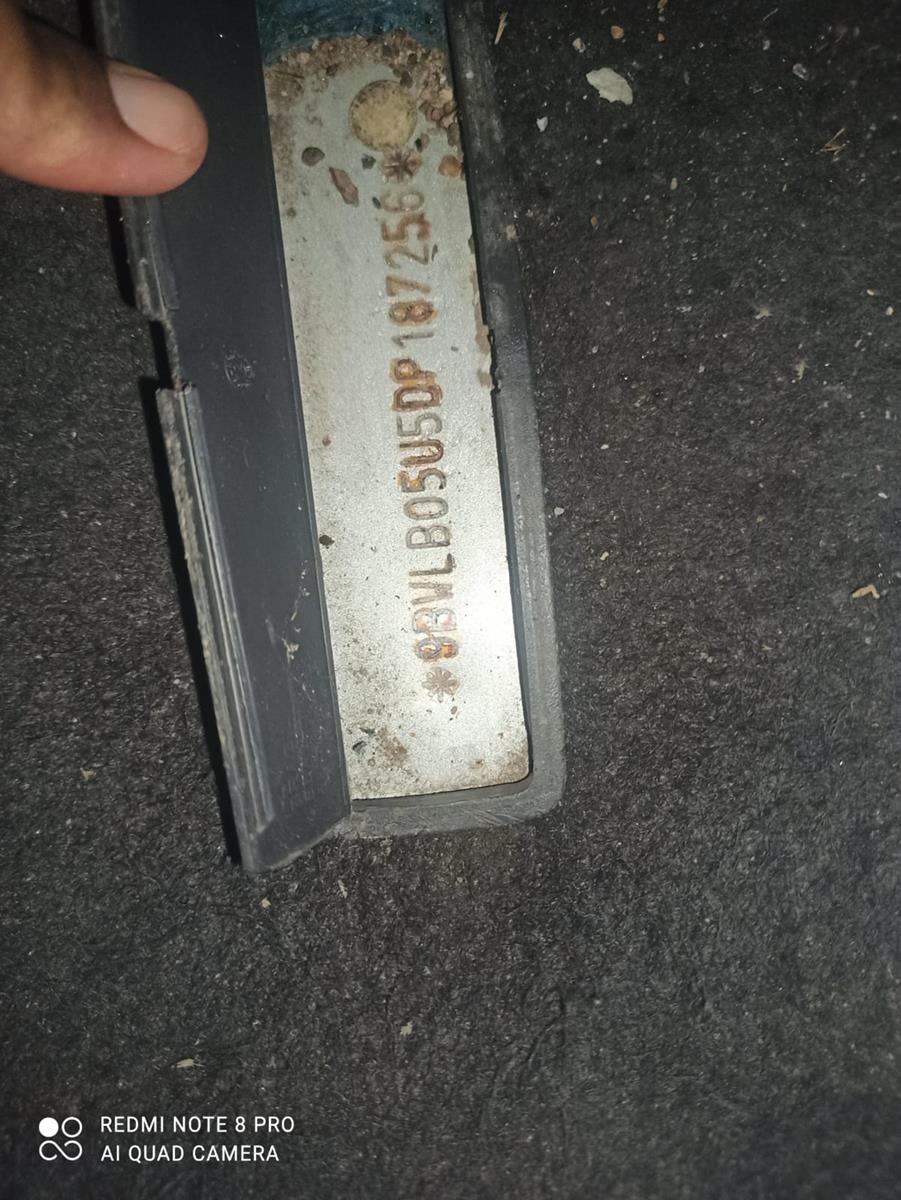 *9BWLB05U5DP187256*
REDMI NOTE 8 PRO
AI QUAD CAMERA